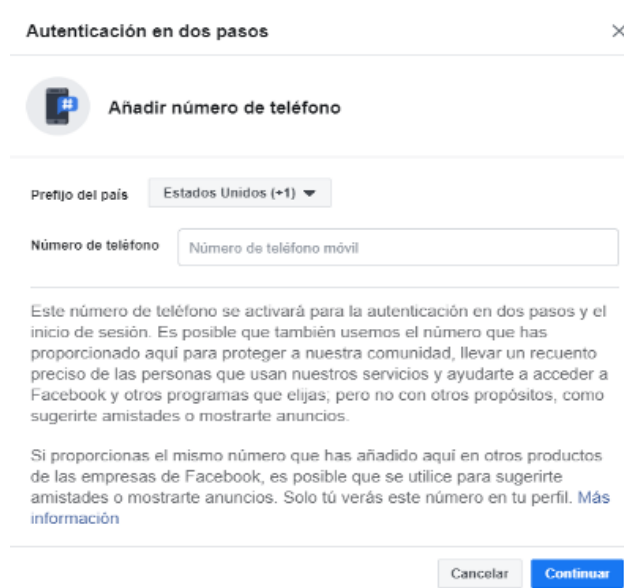 Autenticación en dos pasos
Añadir número de teléfono
Prefijo del país
Estados Unidos (+1)
Número de teléfono
Número de teléfono móvil
Este número de teléfono se activará para la autenticación en dos pasos y el
inicio de sesión. Es posible que también usemos el número que has
proporcionado aquí para proteger a nuestra comunidad, llevar un recuento
preciso de las personas que usan nuestros servicios y ayudarte a acceder a
Facebook y otros programas que elijas; pero no con otros propósitos, como
sugerirte amistades o mostrarte anuncios.
Si proporcionas el mismo número que has añadido aquí en otros productos
de las empresas de Facebook, es posible que se utilice para sugerirte
amistades o mostrarte anuncios. Solo tú verás este número en tu perfil. Más
información
Cancelar
Continuar